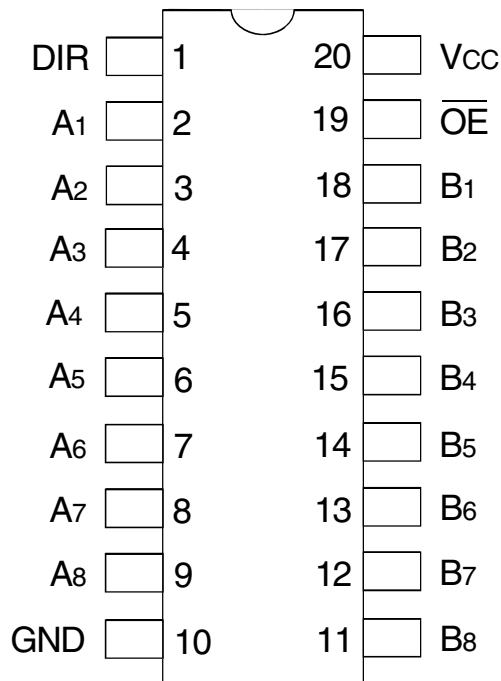 DIR 1 20 VCC
A1 2 19 O̅E̅
A2 3 18 B1
A3 4 17 B2
A4 5 16 B3
A5 6 15 B4
A6 7 14 B5
A7 8 13 B6
A8 9 12 B7
GND 10 11 B8